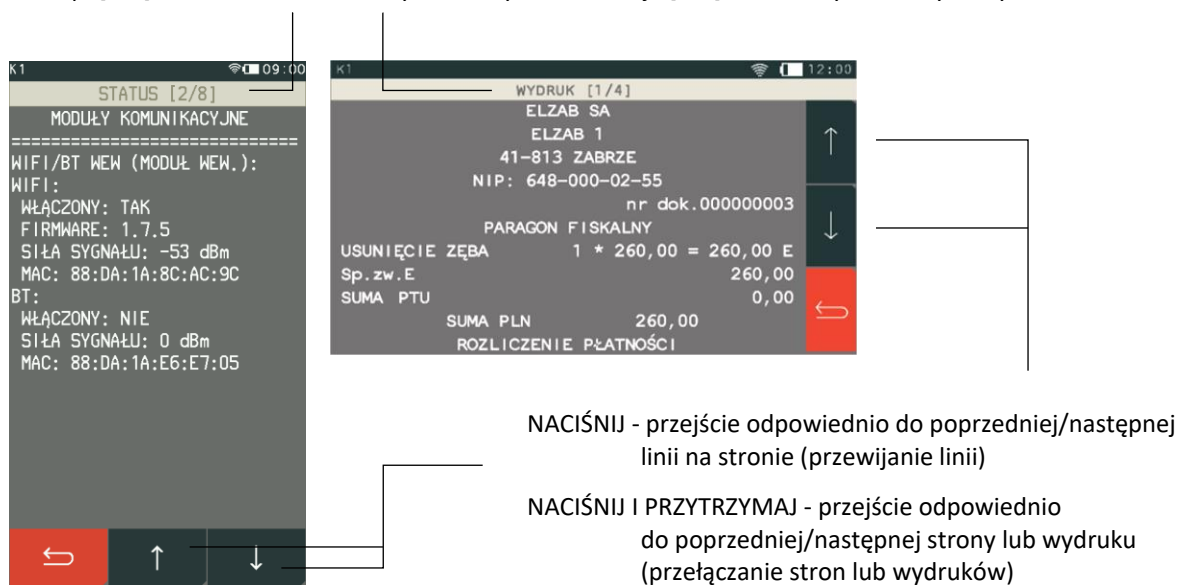 K1 09:00
STATUS [2/8]
MODUŁY KOMUNIKACYJNE
=============================
WIFI/BT WEW (MODUŁ WEW.):
WIFI:
WŁĄCZONY: TAK
FIRMWARE: 1.7.5
SIŁA SYGNAŁU: -53 dBm
MAC: 88:DA:1A:8C:AC:9C
BT:
WŁĄCZONY: NIE
SIŁA SYGNAŁU: 0 dBm
MAC: 88:DA:1A:E6:E7:05
K1 12:00
WYDRUK [1/4]
ELZAB SA
ELZAB 1
41-813 ZABRZE
NIP: 648-000-02-55
nr dok.000000003
PARAGON FISKALNY
USUNIĘCIE ZĘBA 1 * 260,00 = 260,00 E
Sp.zw.E 260,00
SUMA PTU 0,00
SUMA PLN 260,00
ROZLICZENIE PŁATNOŚCI
NACIŚNIJ - przejście odpowiednio do poprzedniej/następnej
linii na stronie (przewijanie linii)
NACIŚNIJ I PRZYTRZYMAJ - przejście odpowiednio
do poprzedniej/następnej strony lub wydruku
(przełączanie stron lub wydruków)